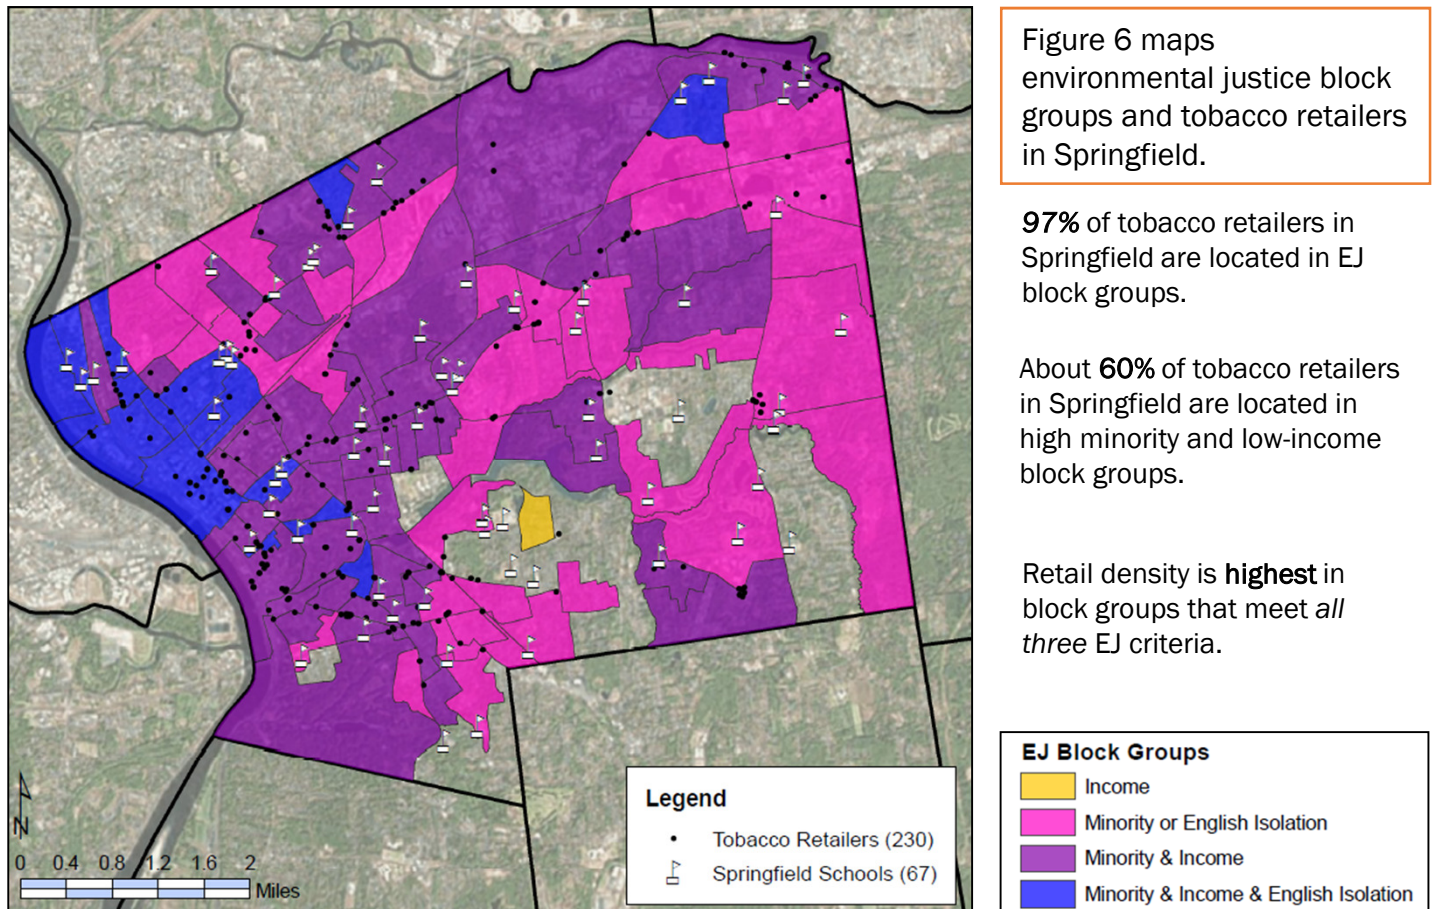 Figure 6 maps
environmental justice block
groups and tobacco retailers
in Springfield.
97% of tobacco retailers in
Springfield are located in EJ
block groups.
About 60% of tobacco retailers
in Springfield are located in
high minority and low-income
block groups.
Retail density is highest in
block groups that meet all
three EJ criteria.
EJ Block Groups
Income
Minority or English Isolation
Minority & Income
Minority & Income & English Isolation
Legend
Tobacco Retailers (230)
Springfield Schools (67)
N
0 0.4 0.8 1.2 1.6 2
Miles